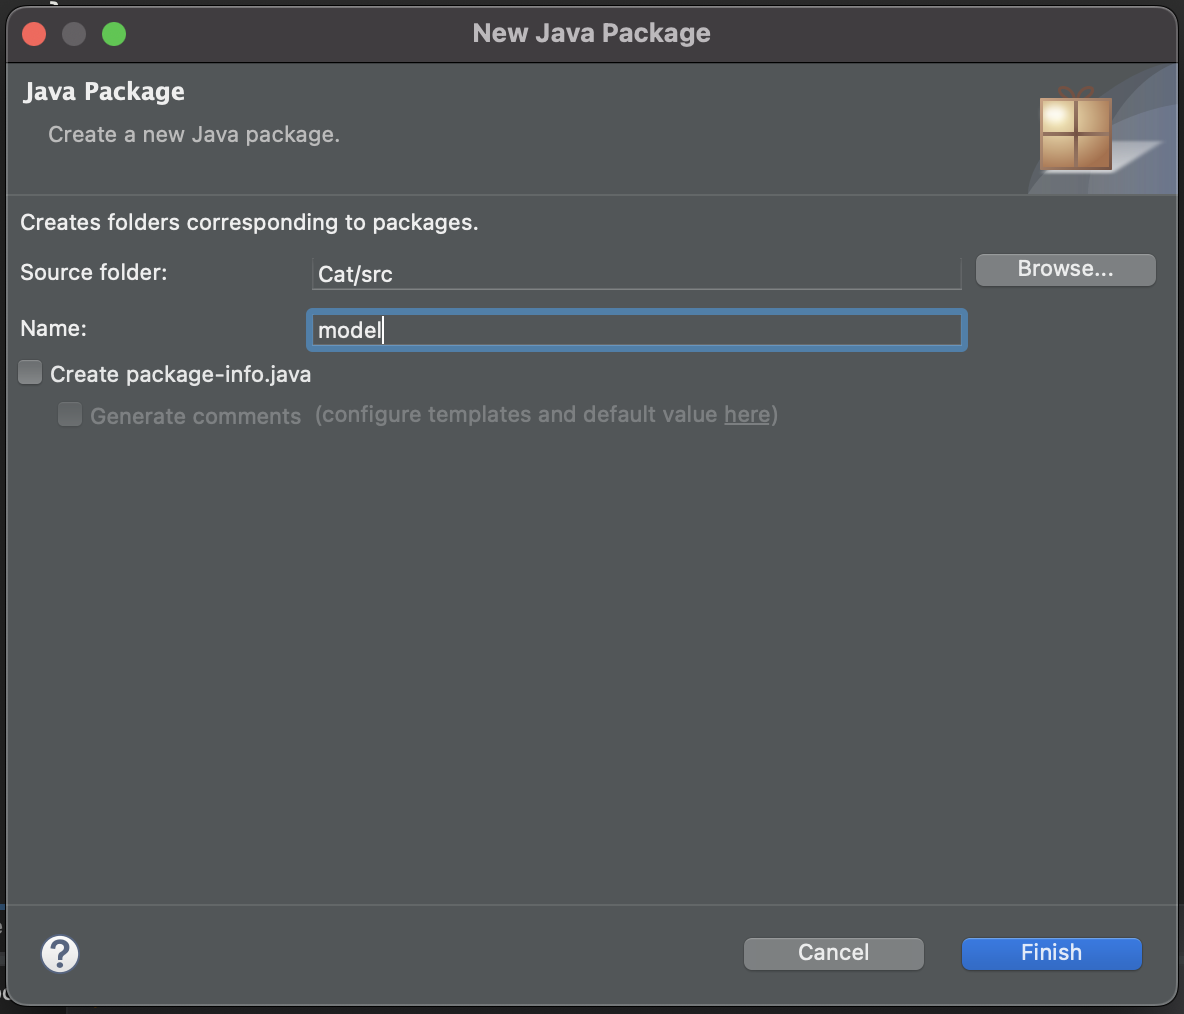 New Java Package
Java Package
Create a new Java package.
Creates folders corresponding to packages.
Source folder: Cat/src Browse...
Name: model
Create package-info.java
Generate comments (configure templates and default value here)
? Cancel Finish